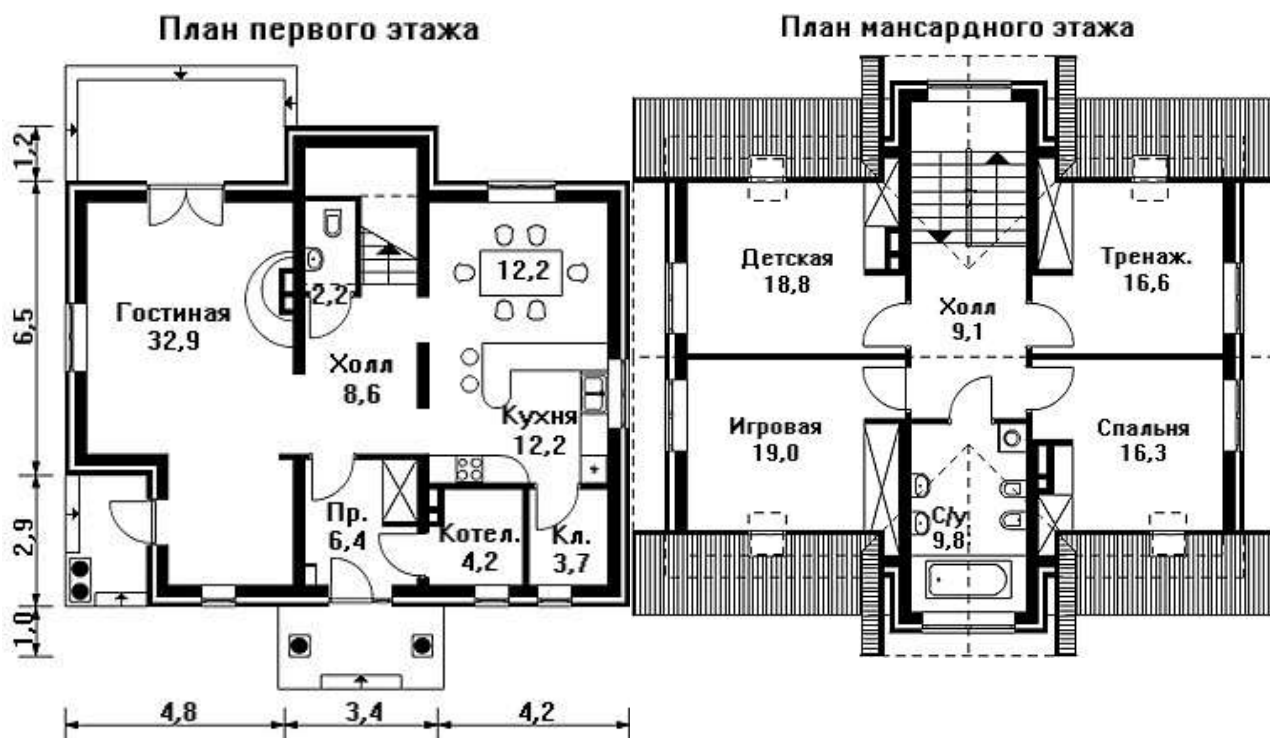 План первого этажа
План мансардного этажа
1,2
6,5
2,9
1,0
Гостиная
32,9
2,2
12,2
Холл
8,6
Кухня
12,2
Пр.
6,4
Котел.
4,2
Кл.
3,7
4,8
3,4
4,2
Детская
18,8
Тренаж.
16,6
Холл
9,1
Игровая
19,0
Спальня
16,3
С/у
9,8